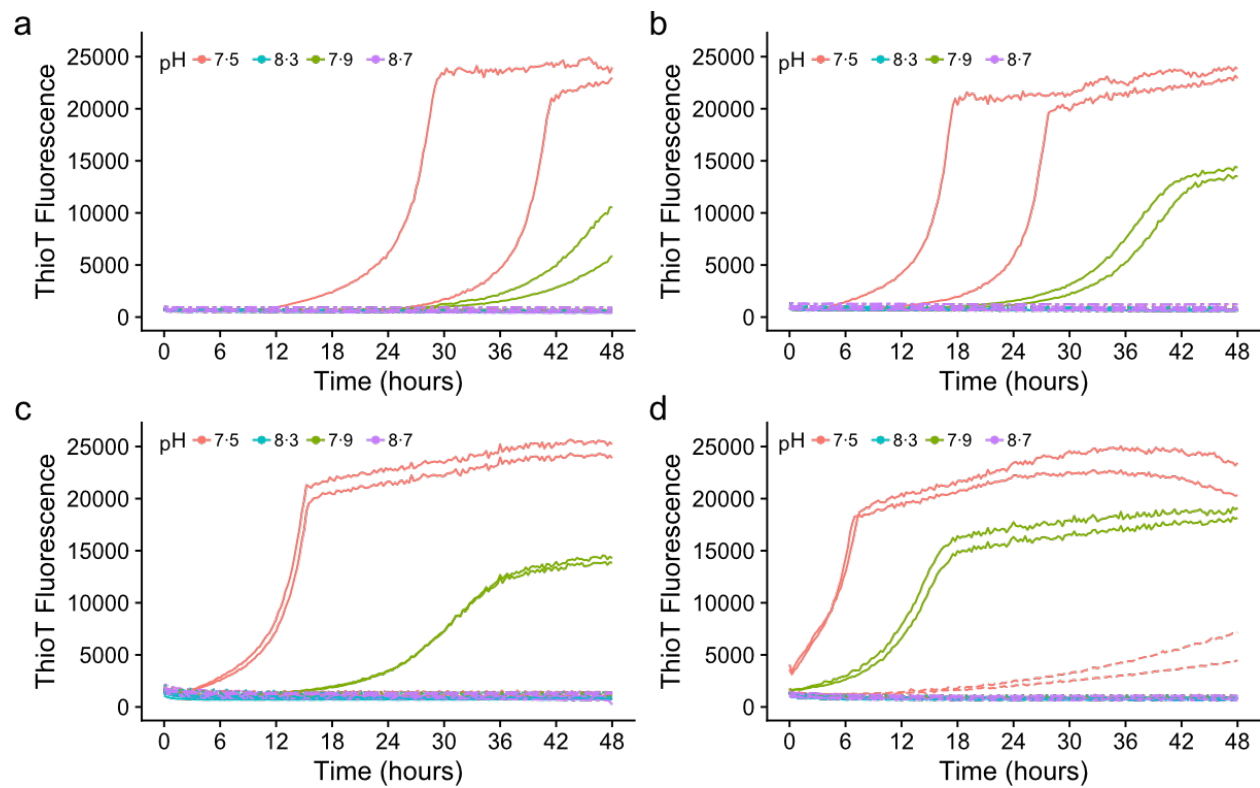 a
pH 7·5 8·3 7·9 8·7
25000
20000
15000
10000
5000
0
ThioT Fluorescence
0 6 12 18 24 30 36 42 48
Time (hours)
b
pH 7·5 8·3 7·9 8·7
25000
20000
15000
10000
5000
0
ThioT Fluorescence
0 6 12 18 24 30 36 42 48
Time (hours)
c
pH 7·5 8·3 7·9 8·7
25000
20000
15000
10000
5000
0
ThioT Fluorescence
0 6 12 18 24 30 36 42 48
Time (hours)
d
pH 7·5 8·3 7·9 8·7
25000
20000
15000
10000
5000
0
ThioT Fluorescence
0 6 12 18 24 30 36 42 48
Time (hours)